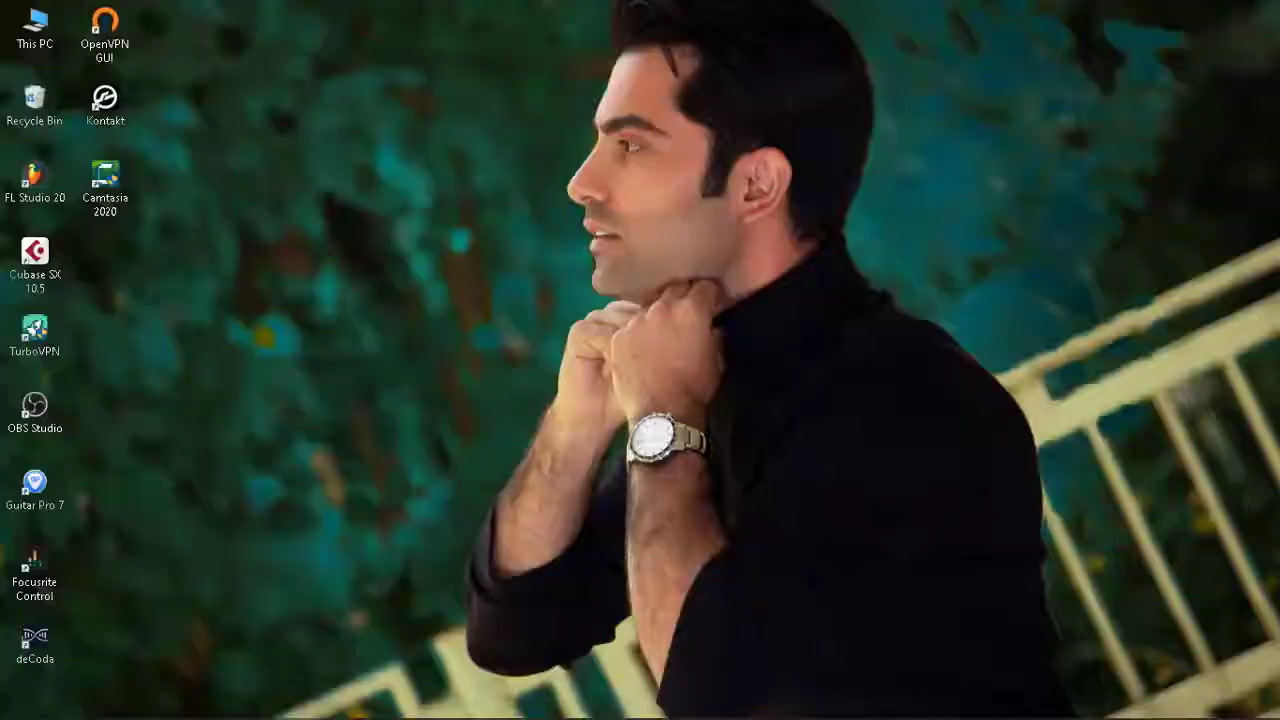 This PC
Recycle Bin
FL Studio 20
Cubase SX
10.5
TurboVPN
OBS Studio
Guitar Pro 7
Focusrite
Control
deCoda
OpenVPN
GUI
Kontakt
Camtasia
2020